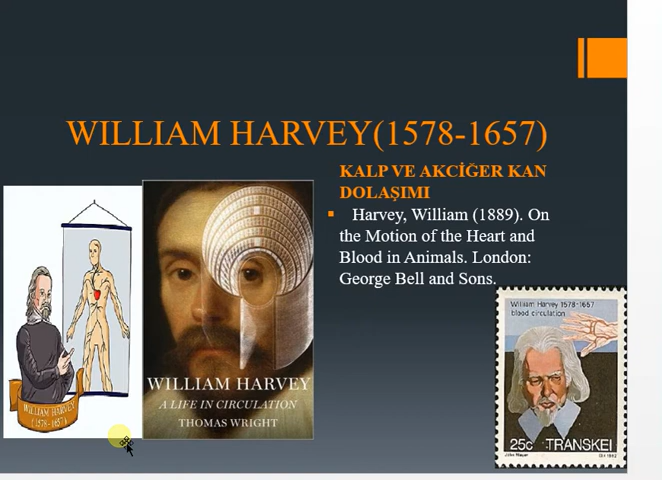 WILLIAM HARVEY(1578-1657)
KALP VE AKCİĞER KAN
DOLAŞIMI
Harvey, William (1889). On
the Motion of the Heart and
Blood in Animals. London:
George Bell and Sons.
WILLIAM HARVEY
(1578-1657)
WILLIAM HARVEY
A LIFE IN CIRCULATION
THOMAS WRIGHT
William Harvey 1578-1657
blood circulation
25c TRANSKEI